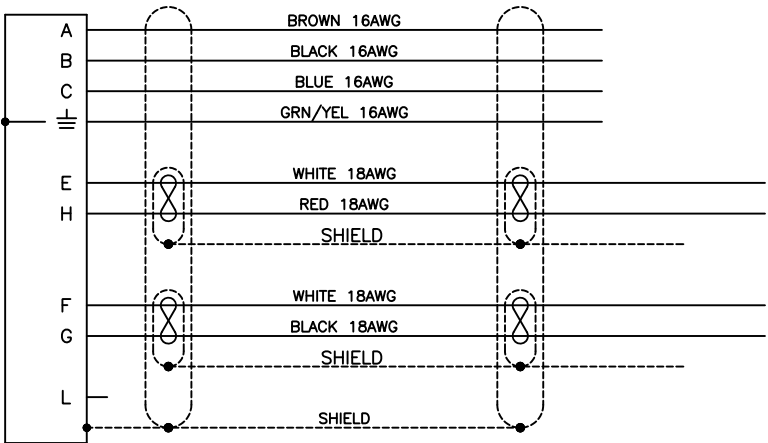 A BROWN 16AWG
B BLACK 16AWG
C BLUE 16AWG
GRN/YEL 16AWG
E WHITE 18AWG
H RED 18AWG
SHIELD
F WHITE 18AWG
G BLACK 18AWG
SHIELD
L
SHIELD